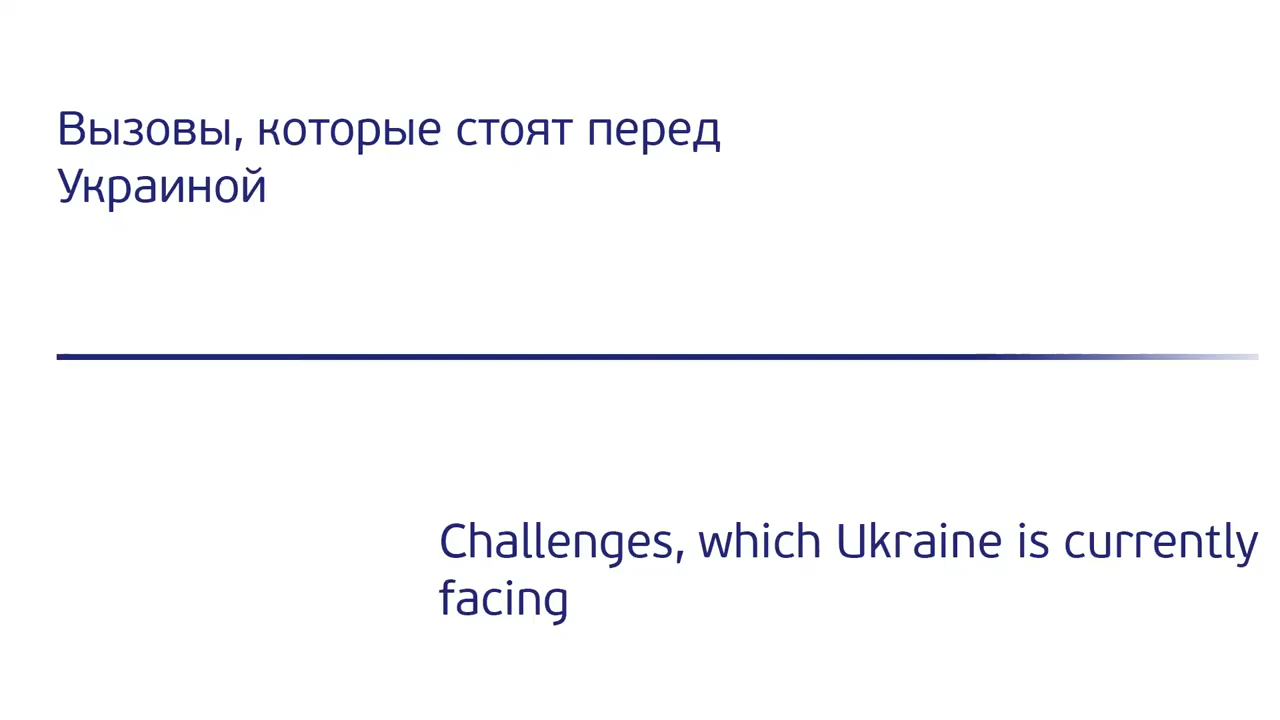 Вызовы, которые стоят перед
Украиной
Challenges, which Ukraine is currently
facing